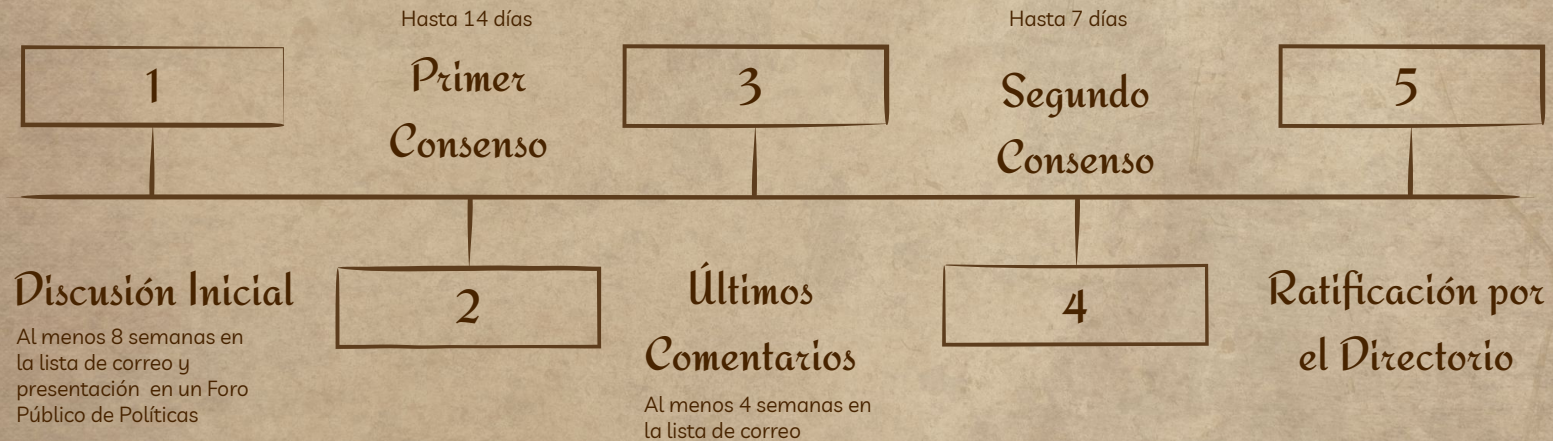 1
Discusión Inicial
Al menos 8 semanas en
la lista de correo y
presentación en un Foro
Público de Políticas
Hasta 14 días
Primer
Consenso
2
3
Últimos
Comentarios
Al menos 4 semanas en
la lista de correo
Hasta 7 días
Segundo
Consenso
4
5
Ratificación por
el Directorio